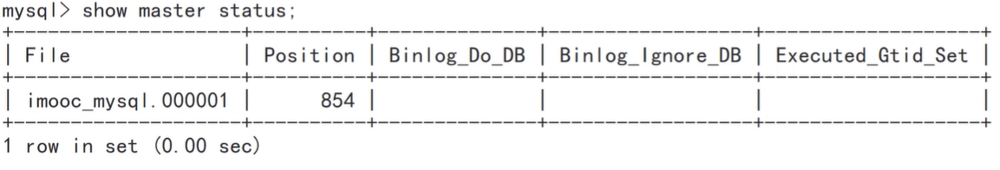 mysql> show master status;
+---------------------+----------+--------------+------------------+-------------------+
| File                | Position | Binlog_Do_DB | Binlog_Ignore_DB | Executed_Gtid_Set |
+---------------------+----------+--------------+------------------+-------------------+
| imooc_mysql.000001 |      854 |              |                  |                   |
+---------------------+----------+--------------+------------------+-------------------+
1 row in set (0.00 sec)